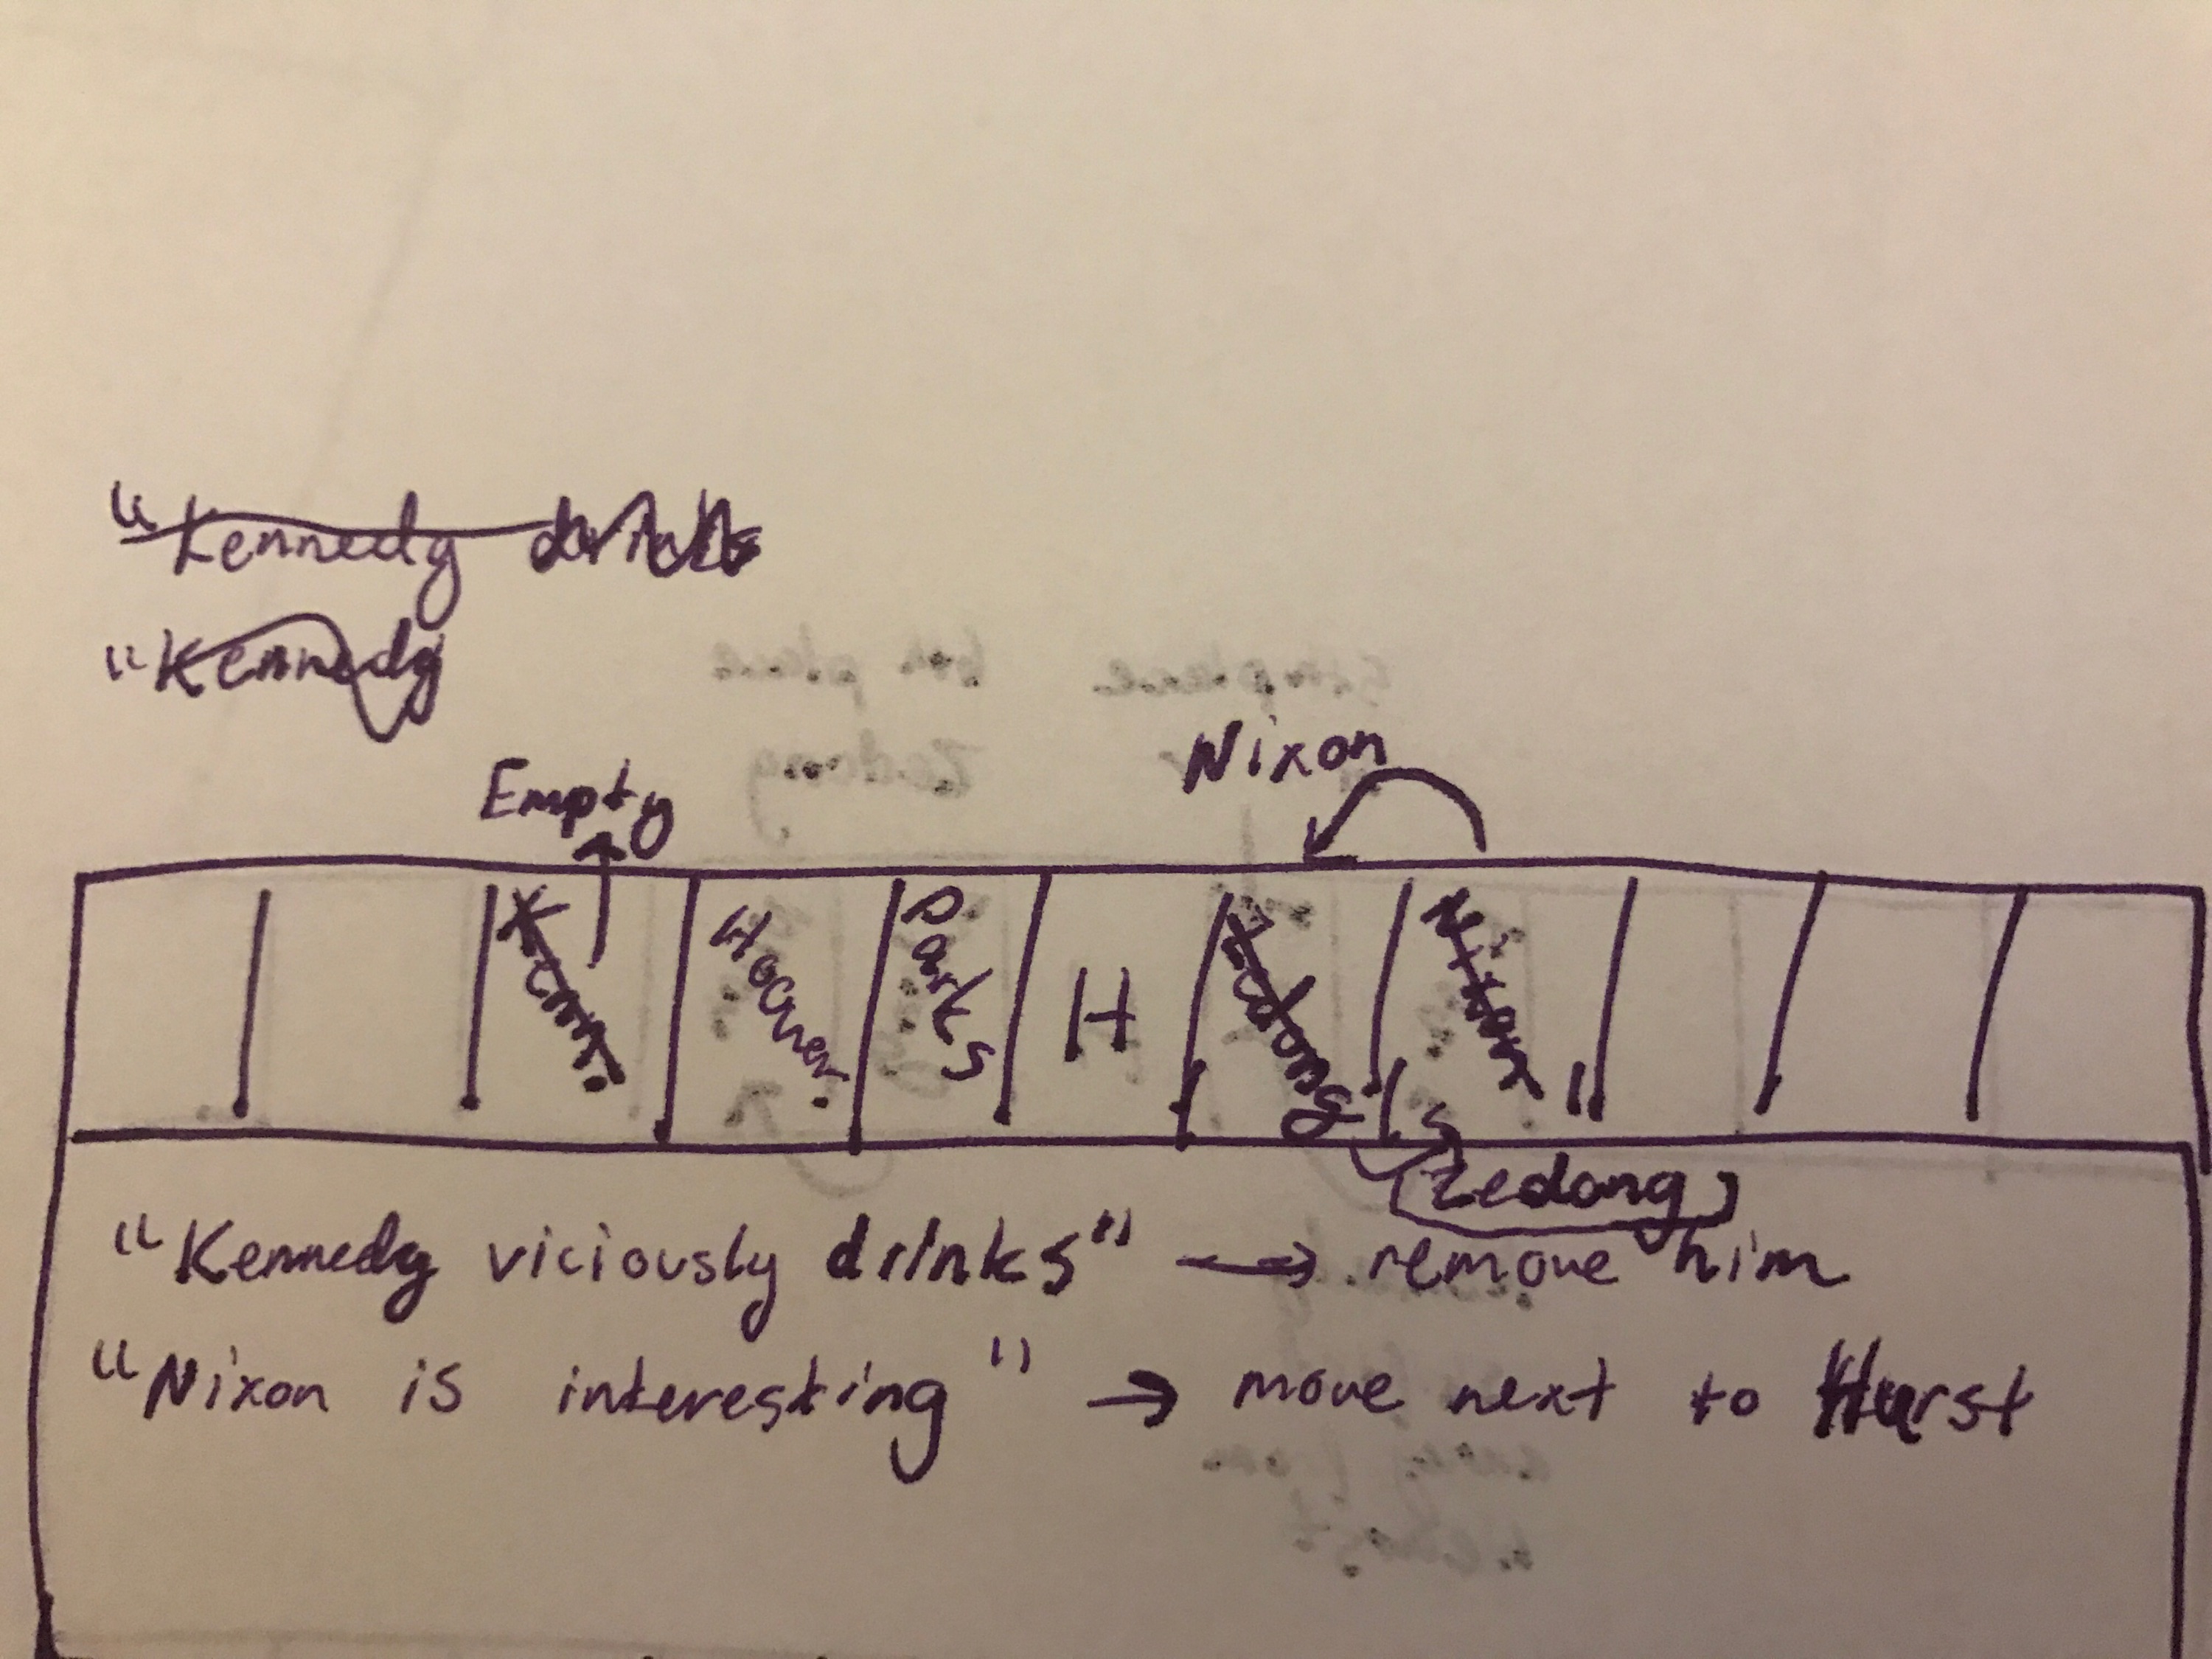 "Kennedy drinks
"Kennedy
Nixon
Empty
Kenn. Hoover Parks H Zedong Nixon
Zedong
"Kennedy viciously drinks" → remove him
"Nixon is interesting" → move next to Hurst